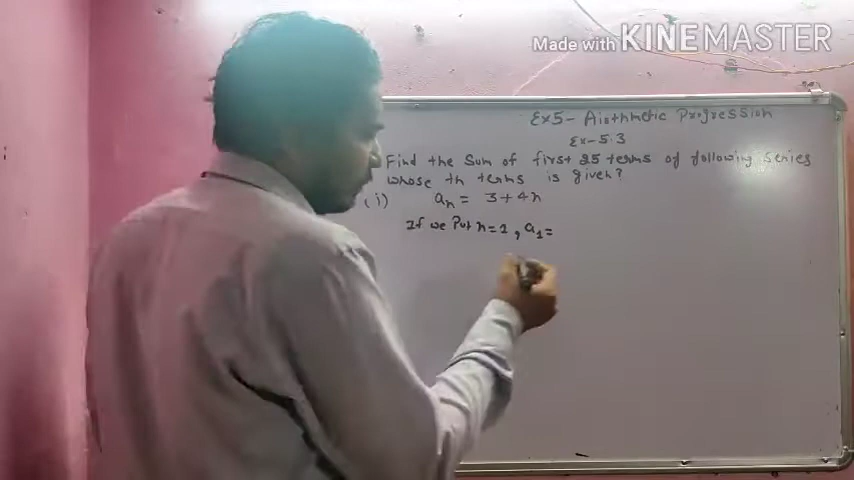 Made with KINEMASTER
Ex5- Arithmetic Progression
Ex-5.3
Find the Sum of first 25 terms of following series
whose th terms is given?
(i) aₙ = 3+4n
If we Put n=1, a₁=